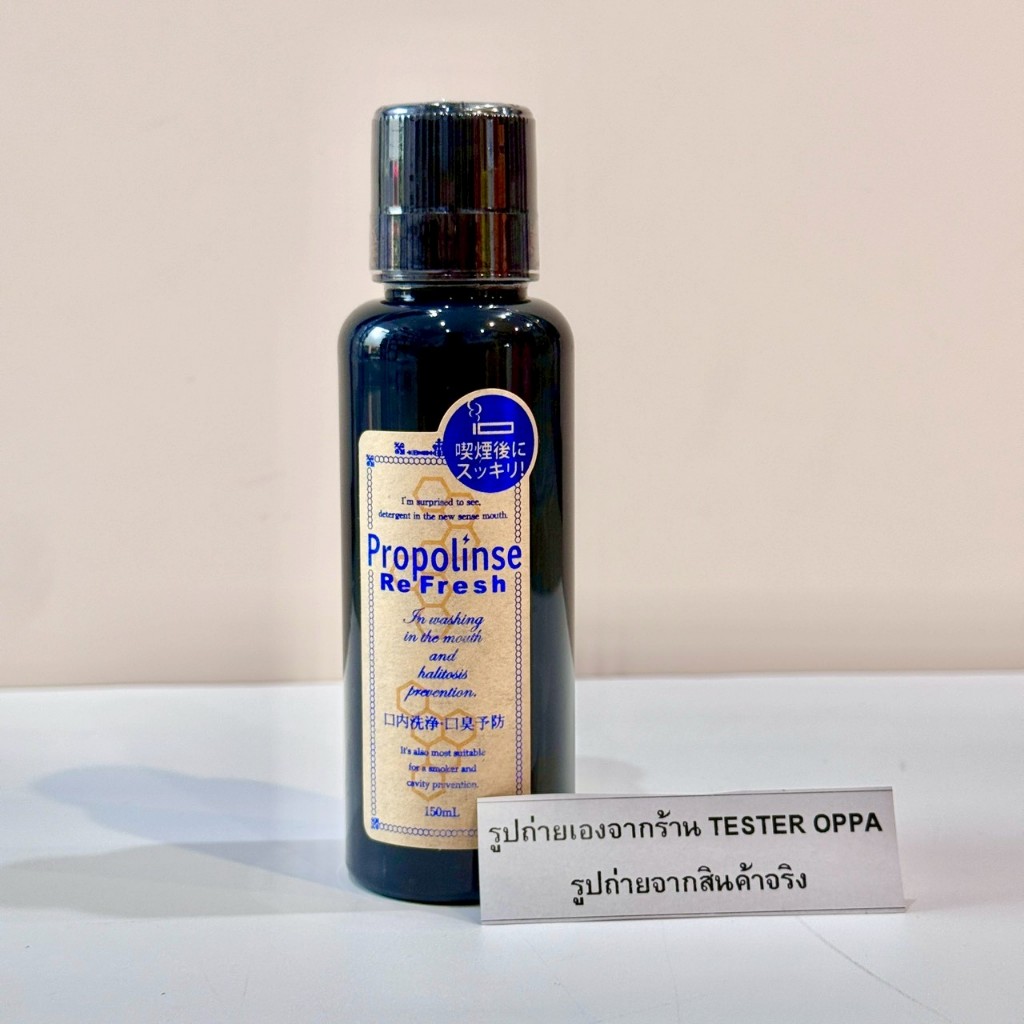 喫煙後に
スッキリ!
I'm surprised to see,
detergent in the new sense mouth.
Propolinse
ReFresh
In washing
in the mouth
and
halitosis
prevention.
口内洗浄・口臭予防
It's also most suitable
for a smoker and
cavity prevention.
150mL
รูปถ่ายเองจากร้าน TESTER OPPA
รูปถ่ายจากสินค้าจริง